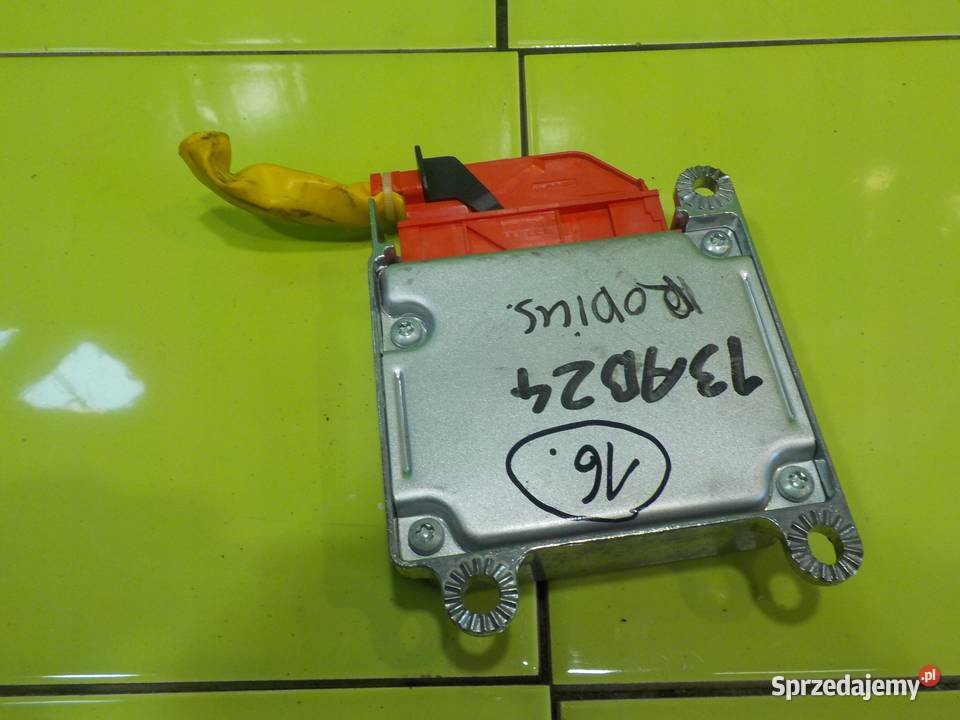 16.
13AD24
RODIUS.
Sprzedajemy.pl